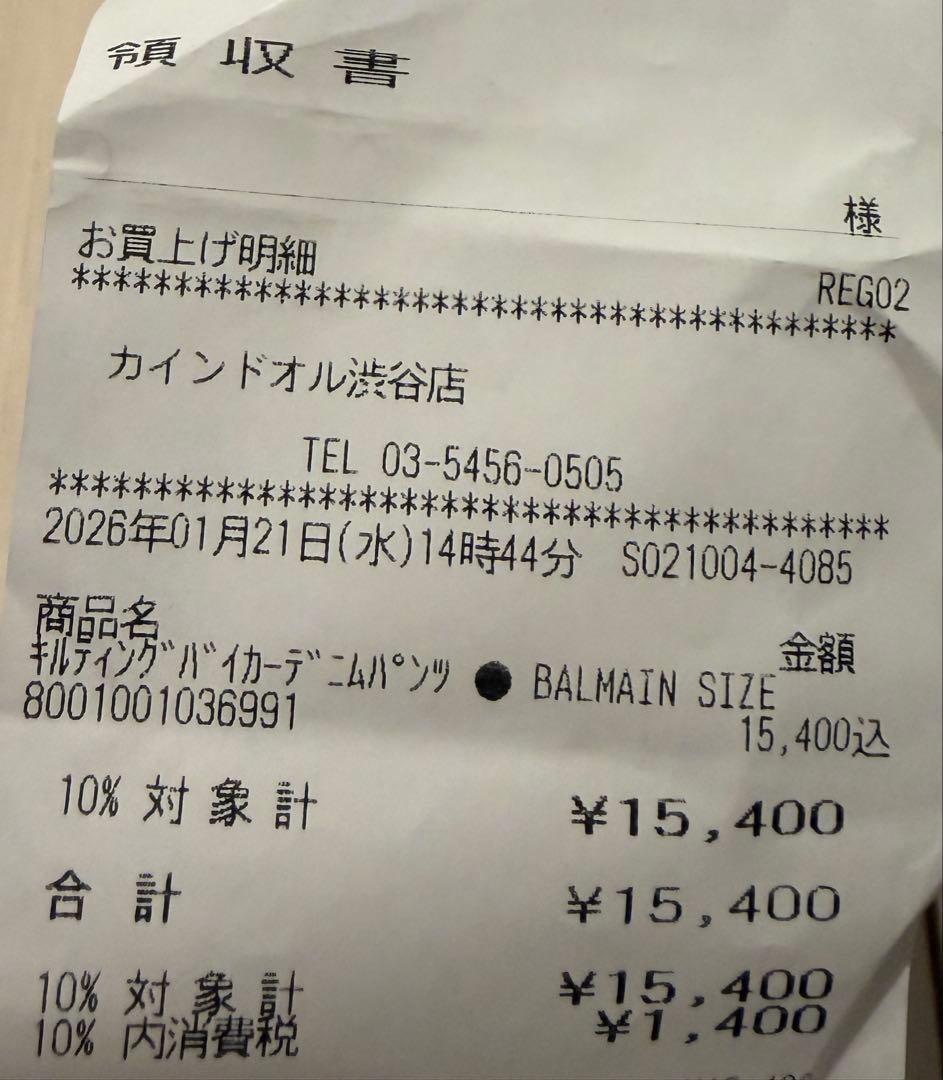 領 収 書
様
お買上げ明細
REG02
****************************************
カインドオル渋谷店
TEL 03-5456-0505
****************************************
2026年01月21日(水)14時44分 S021004-4085
商品名 金額
ｷﾙﾃｨﾝｸﾞﾊﾞｲｶｰﾃﾞﾆﾑﾊﾟﾝﾂ ● BALMAIN SIZE
8001001036991 15,400込
10% 対 象 計 ¥15,400
合 計 ¥15,400
10% 対 象 計 ¥15,400
10% 内消費税 ¥1,400